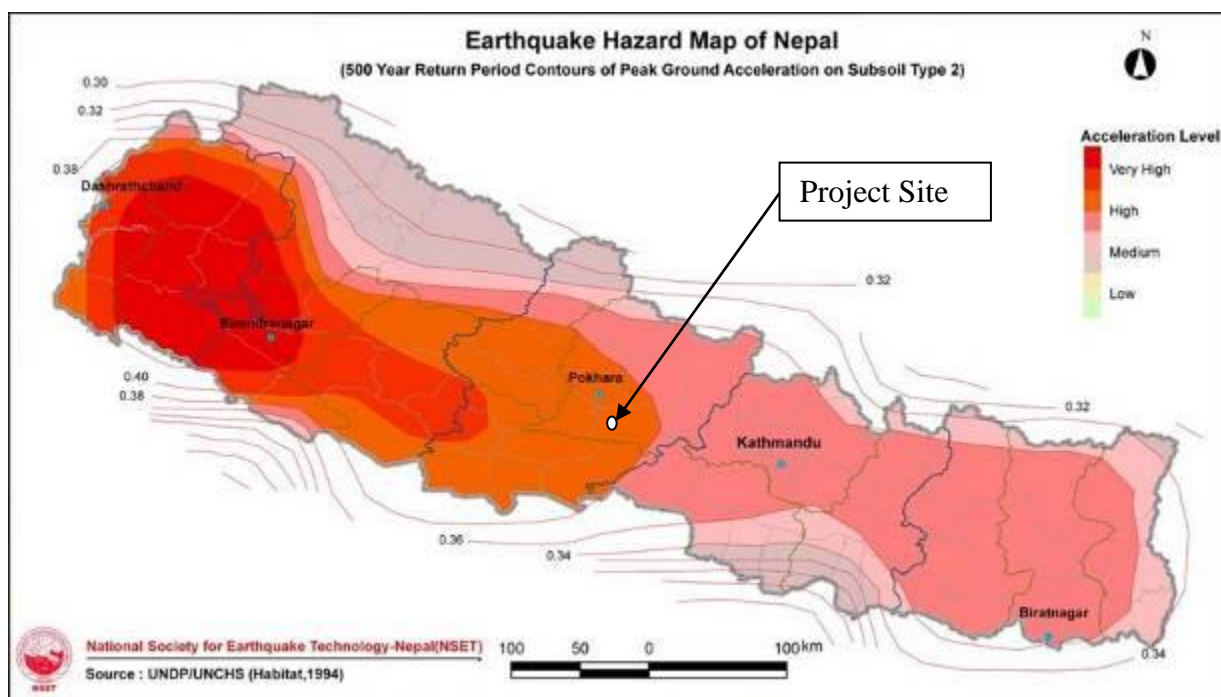 Earthquake Hazard Map of Nepal
(500 Year Return Period Contours of Peak Ground Acceleration on Subsoil Type 2)
N
0.30
0.32
0.38
Dashrathchand
Acceleration Level
Very High
High
Medium
Low
Project Site
0.32
Beendranagar
0.40
0.38
Pokhara
0.32
Kathmandu
0.36
0.34
Biratnagar
0.34
National Society for Earthquake Technology-Nepal(NSET)
Source : UNDP/UNCHS (Habitat,1994)
NSET
100 50 0 100km